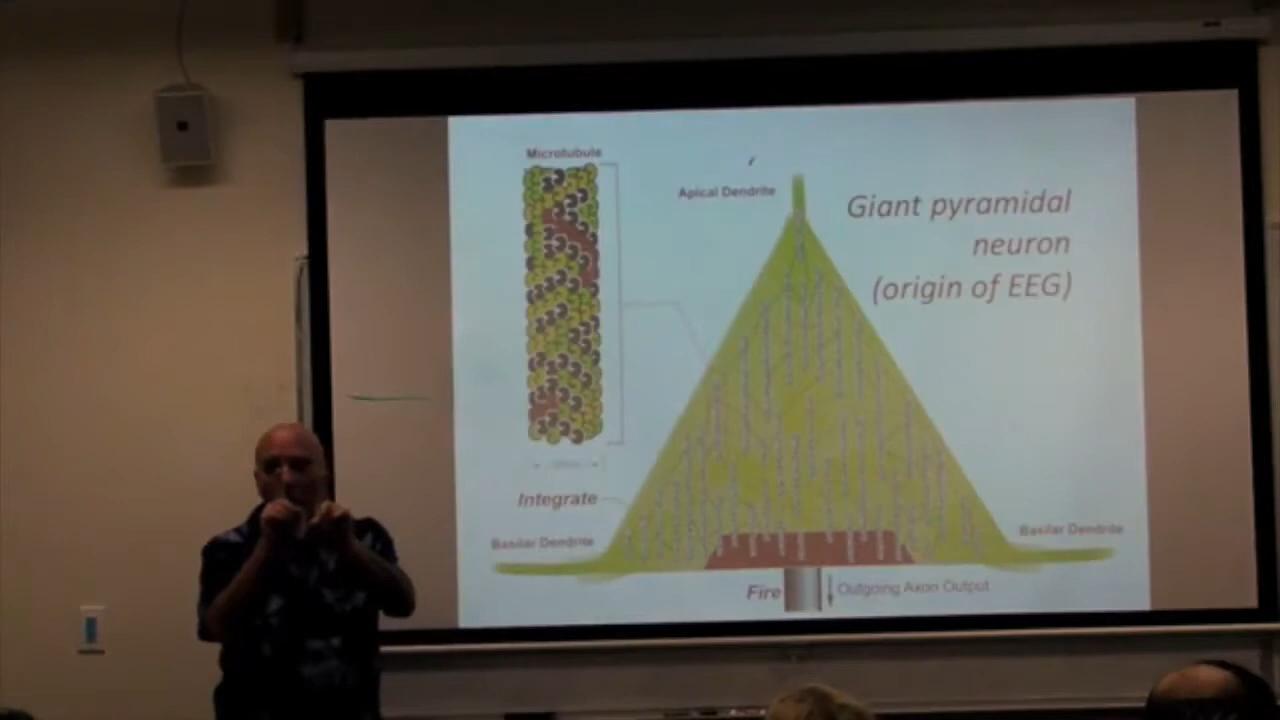 Microtubule
Apical Dendrite
Giant pyramidal
neuron
(origin of EEG)
Integrate
Basilar Dendrite
Basilar Dendrite
Fire
Outgoing Axon Output